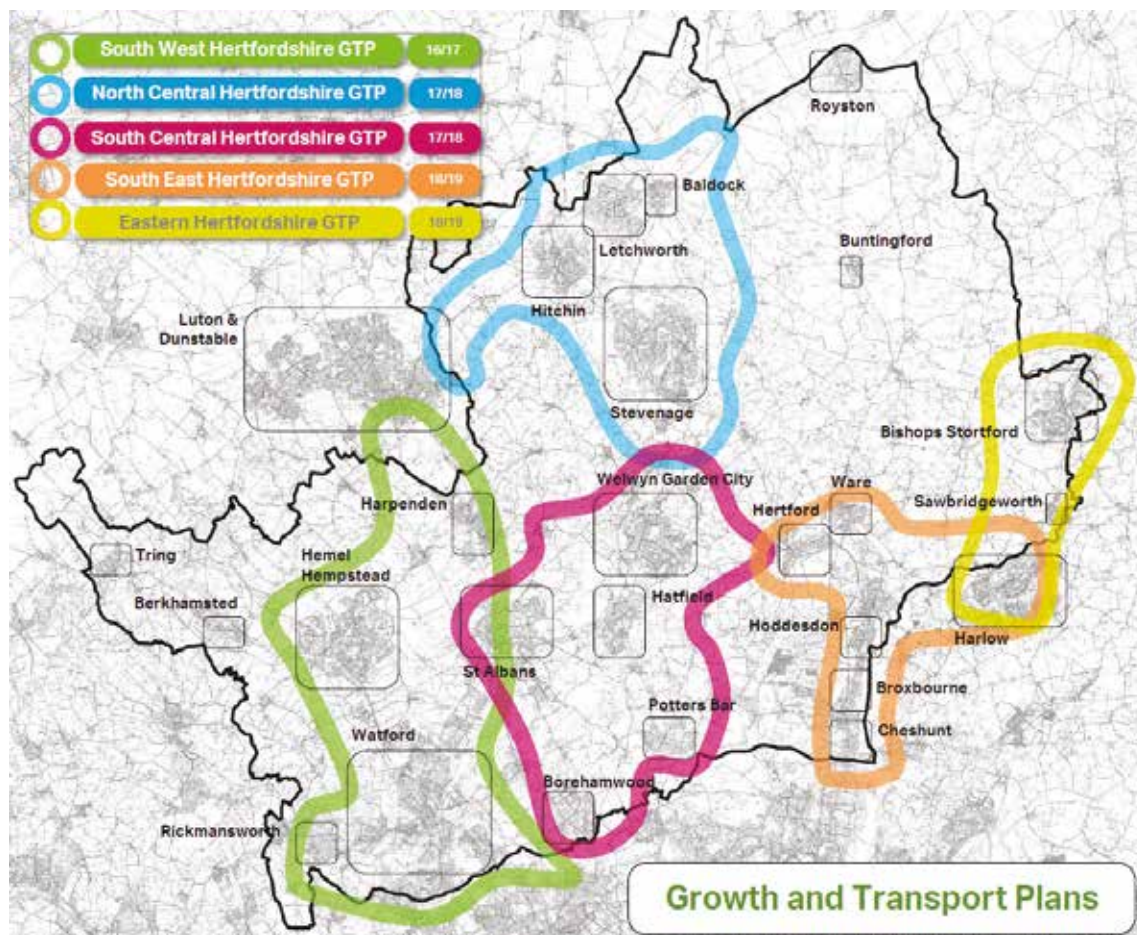 South West Hertfordshire GTP 16/17
North Central Hertfordshire GTP 17/18
South Central Hertfordshire GTP 17/18
South East Hertfordshire GTP 18/19
Eastern Hertfordshire GTP 18/19
Royston
Baldock
Letchworth
Buntingford
Hitchin
Luton &
Dunstable
Stevenage
Bishops Stortford
Welwyn Garden City
Ware
Harpenden
Hertford
Sawbridgeworth
Tring
Hemel
Hempstead
Berkhamsted
Hatfield
Hoddesdon
Harlow
St Albans
Broxbourne
Potters Bar
Cheshunt
Watford
Borehamwood
Rickmansworth
Growth and Transport Plans